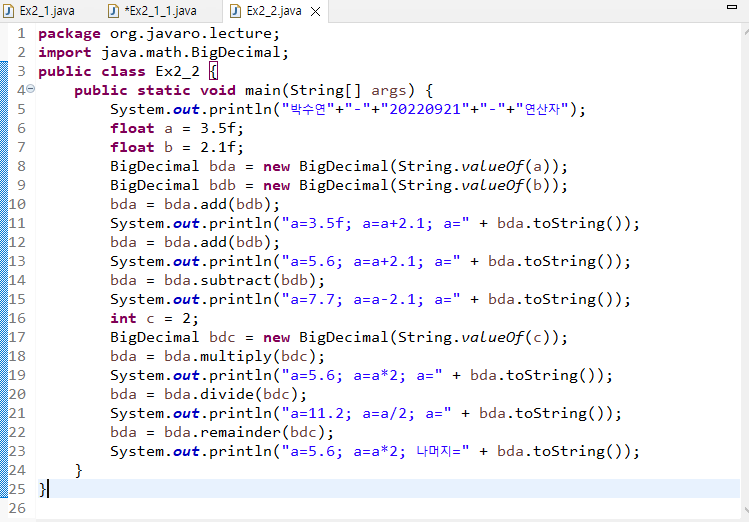 Ex2_1.java *Ex2_1_1.java Ex2_2.java
1 package org.javaro.lecture;
2 import java.math.BigDecimal;
3 public class Ex2_2 {
4 public static void main(String[] args) {
5 System.out.println("박수연"+"-"+"20220921"+"-"+"연산자");
6 float a = 3.5f;
7 float b = 2.1f;
8 BigDecimal bda = new BigDecimal(String.valueOf(a));
9 BigDecimal bdb = new BigDecimal(String.valueOf(b));
10 bda = bda.add(bdb);
11 System.out.println("a=3.5f; a=a+2.1; a=" + bda.toString());
12 bda = bda.add(bdb);
13 System.out.println("a=5.6; a=a+2.1; a=" + bda.toString());
14 bda = bda.subtract(bdb);
15 System.out.println("a=7.7; a=a-2.1; a=" + bda.toString());
16 int c = 2;
17 BigDecimal bdc = new BigDecimal(String.valueOf(c));
18 bda = bda.multiply(bdc);
19 System.out.println("a=5.6; a=a*2; a=" + bda.toString());
20 bda = bda.divide(bdc);
21 System.out.println("a=11.2; a=a/2; a=" + bda.toString());
22 bda = bda.remainder(bdc);
23 System.out.println("a=5.6; a=a*2; 나머지=" + bda.toString());
24 }
25 }
26